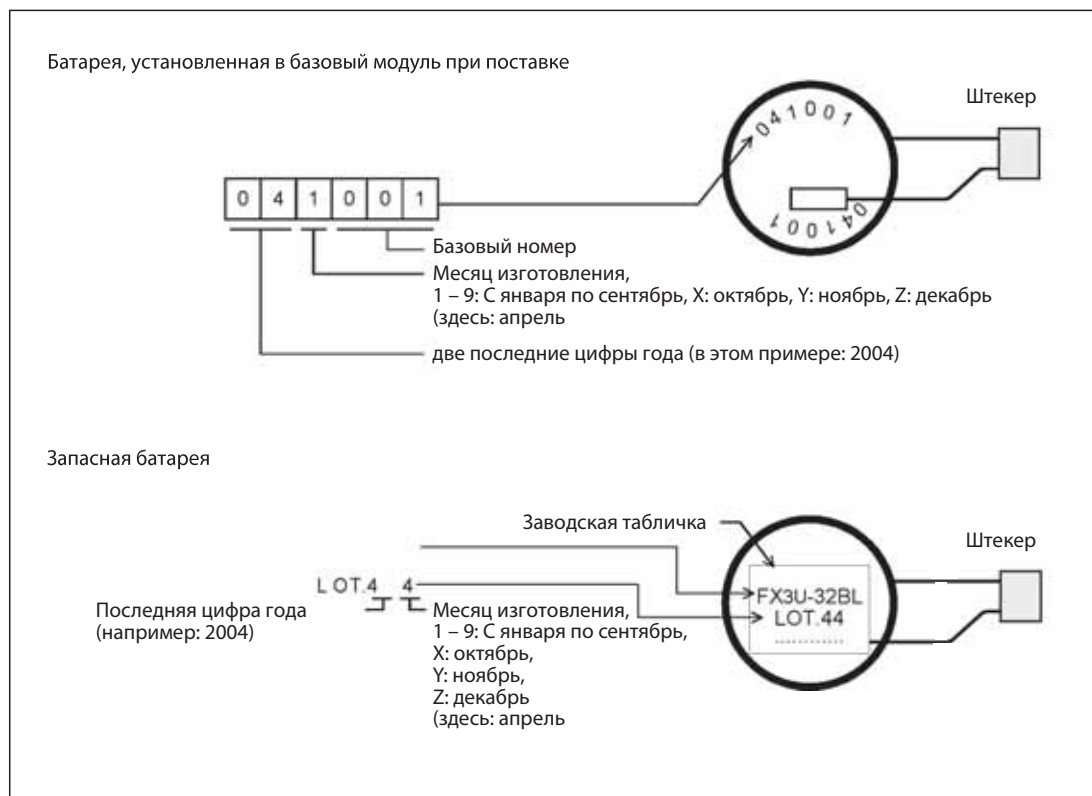 Батарея, установленная в базовый модуль при поставке
Штекер
041001
0 4 1 0 0 1
041001
Базовый номер
Месяц изготовления,
1 – 9: С января по сентябрь, X: октябрь, Y: ноябрь, Z: декабрь
(здесь: апрель
две последние цифры года (в этом примере: 2004)
Запасная батарея
Заводская табличка
Штекер
FX3U-32BL
LOT.44
LOT.4 4
Последняя цифра года
(например: 2004)
Месяц изготовления,
1 – 9: С января по сентябрь,
X: октябрь,
Y: ноябрь,
Z: декабрь
(здесь: апрель